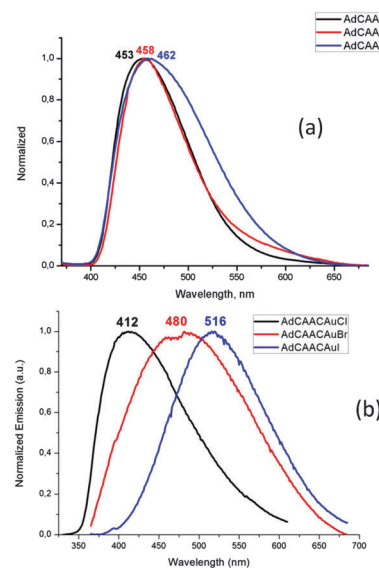 AdCAA
AdCAA
AdCAA
453 458 462
1,0
0,8
0,6
0,4
0,2
0,0
Normalized
(a)
400 450 500 550 600 650
Wavelength, nm
412 480 516
AdCAACAuCl
AdCAACAuBr
AdCAACAuI
1,0
0,8
0,6
0,4
0,2
0,0
Normalized Emission (a.u.)
(b)
350 400 450 500 550 600 650 700
Wavelength (nm)